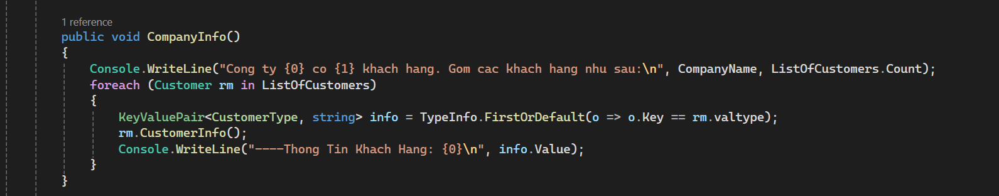 1 reference
public void CompanyInfo()
{
Console.WriteLine("Cong ty {0} co {1} khach hang. Gom cac khach hang nhu sau:\n", CompanyName, ListOfCustomers.Count);
foreach (Customer rm in ListOfCustomers)
{
KeyValuePair<CustomerType, string> info = TypeInfo.FirstOrDefault(o => o.Key == rm.valtype);
rm.CustomerInfo();
Console.WriteLine("----Thong Tin Khach Hang: {0}\n", info.Value);
}
}